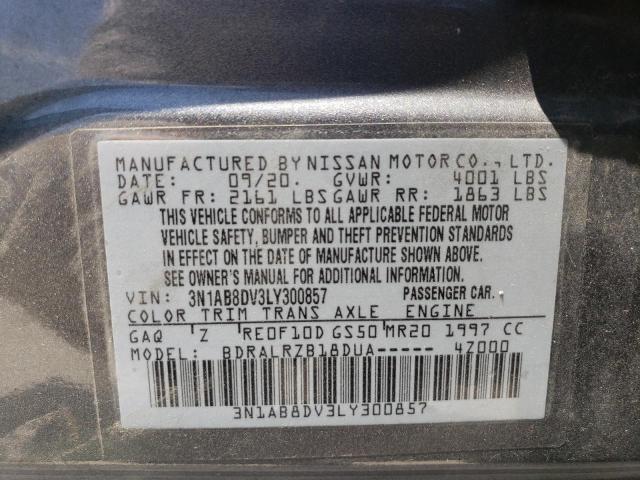 MANUFACTURED BY NISSAN MOTOR CO., LTD.
DATE: 09/20. GVWR: 4001 LBS
GAWR FR: 2161 LBS GAWR RR: 1863 LBS
THIS VEHICLE CONFORMS TO ALL APPLICABLE FEDERAL MOTOR
VEHICLE SAFETY, BUMPER AND THEFT PREVENTION STANDARDS
IN EFFECT ON THE DATE OF MANUFACTURE SHOWN ABOVE.
SEE OWNER'S MANUAL FOR ADDITIONAL INFORMATION.
VIN: 3N1AB8DV3LY300857 PASSENGER CAR
COLOR TRIM TRANS AXLE ENGINE
GAQ Z RE0F10D GS50 MR20 1997 CC
MODEL: BDRALRZB18DUA----- 4Z000
3N1AB8DV3LY300857